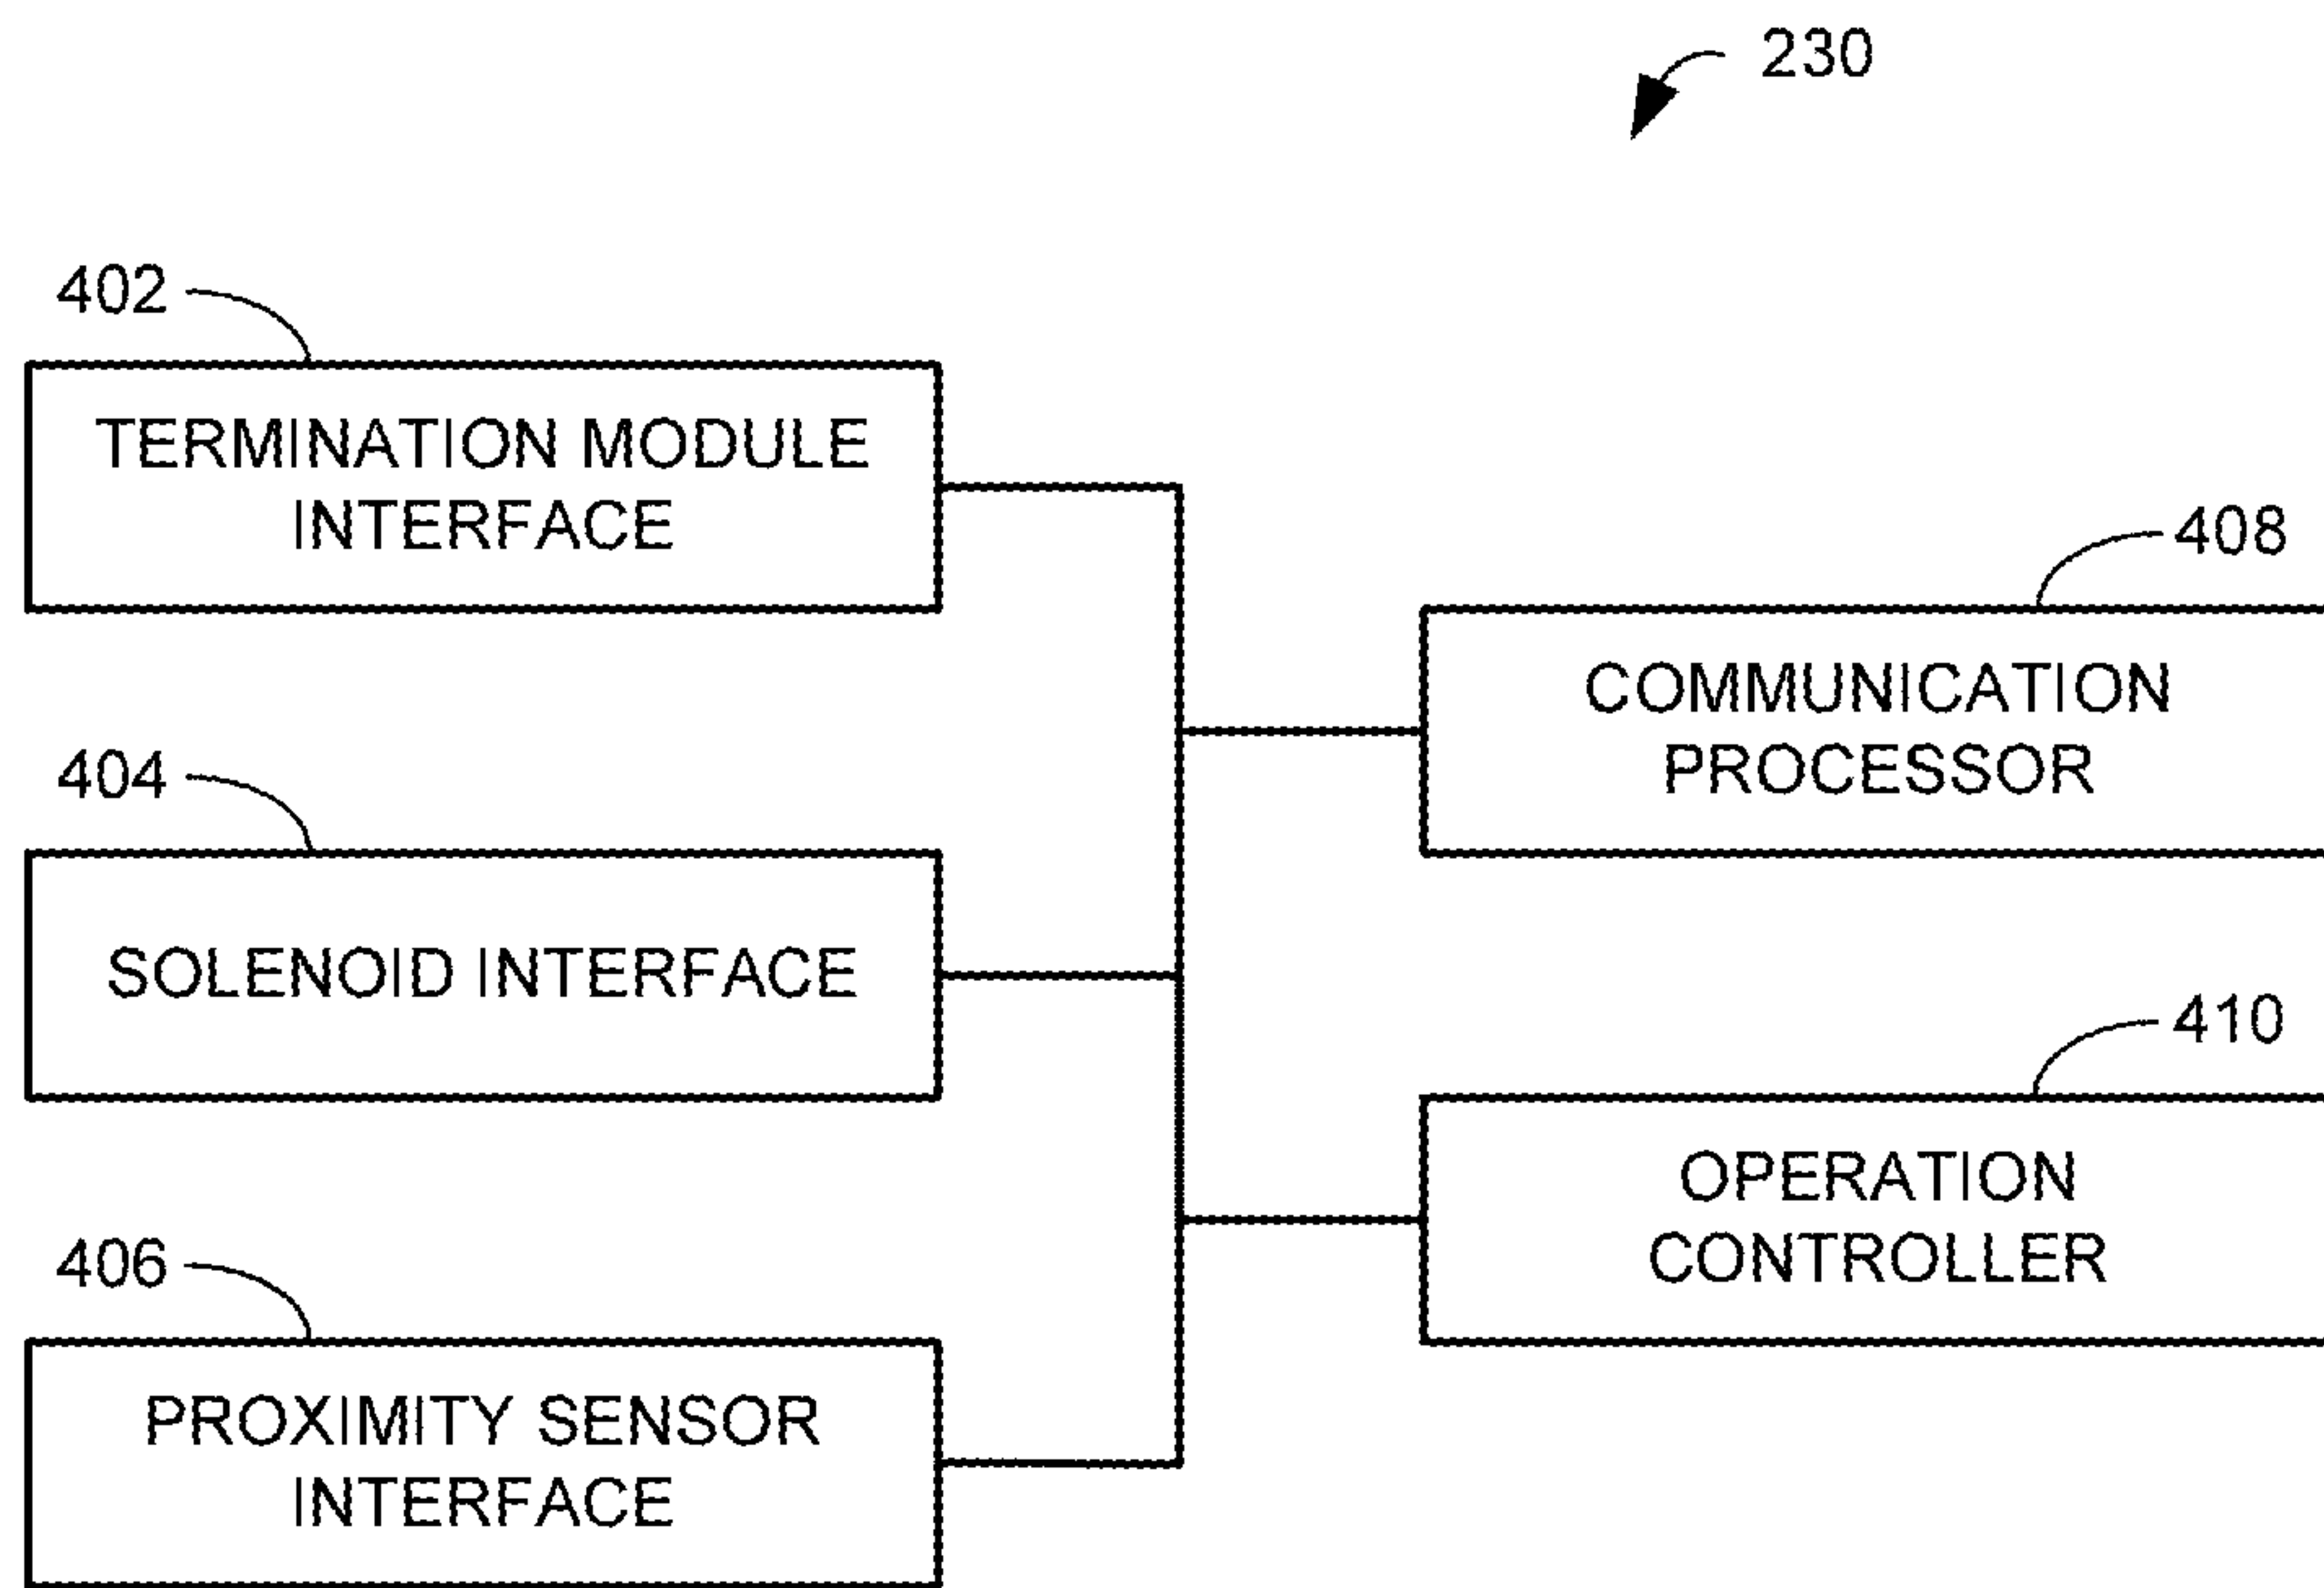 230
402
TERMINATION MODULE
INTERFACE
408
COMMUNICATION
PROCESSOR
404
SOLENOID INTERFACE
410
OPERATION
CONTROLLER
406
PROXIMITY SENSOR
INTERFACE